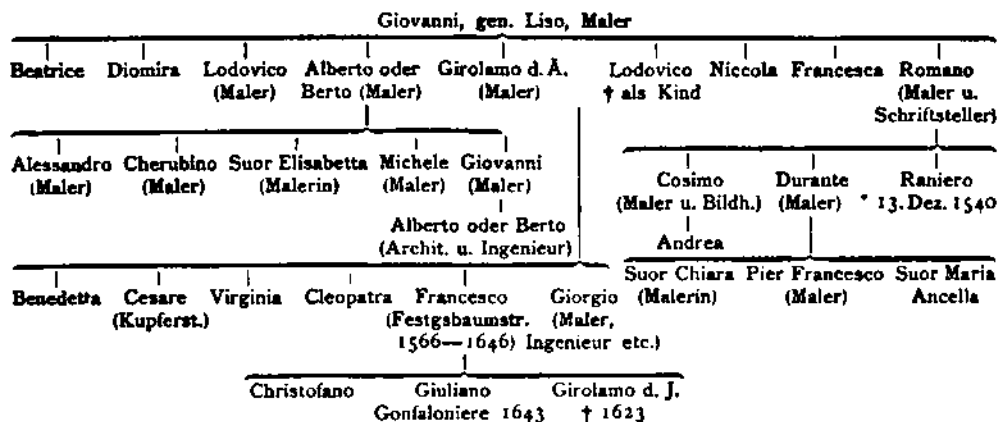 Giovanni, gen. Liso, Maler
Beatrice Diomira Lodovico Alberto oder Girolamo d. Ä. Lodovico Niccola Francesca Romano
(Maler) Berto (Maler) (Maler) † als Kind (Maler u.
Schriftsteller)
Alessandro Cherubino Suor Elisabetta Michele Giovanni
(Maler) (Maler) (Malerin) (Maler) (Maler)
Cosimo Durante Raniero
(Maler u. Bildh.) (Maler) * 13. Dez. 1540
Alberto oder Berto
(Archit. u. Ingenieur)
Andrea
Suor Chiara Pier Francesco Suor Maria
(Malerin) (Maler) Ancella
Benedetta Cesare Virginia Cleopatra Francesco Giorgio
(Kupferst.) (Festgsbaumstr. (Maler,
1566—1646) Ingenieur etc.)
Christofano Giuliano Girolamo d. J.
Gonfaloniere 1643 † 1623